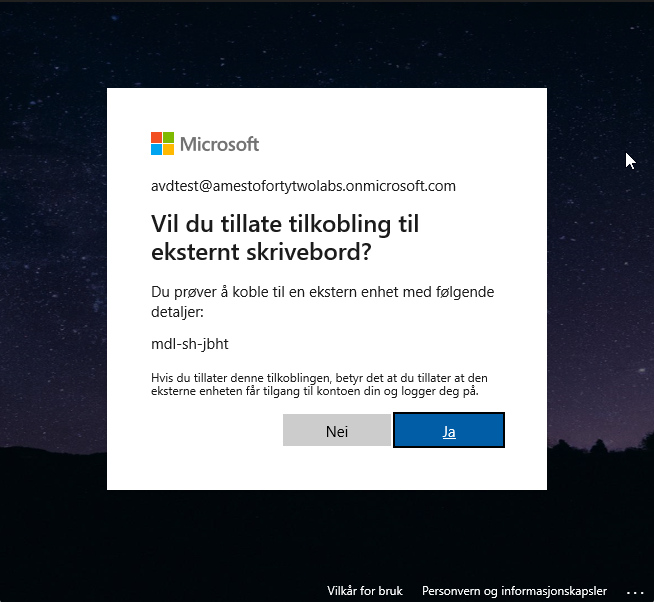 Microsoft
avdtest@amestofortytwolabs.onmicrosoft.com
Vil du tillate tilkobling til
eksternt skrivebord?
Du prøver å koble til en ekstern enhet med følgende
detaljer:
mdl-sh-jbht
Hvis du tillater denne tilkoblingen, betyr det at du tillater at den
eksterne enheten får tilgang til kontoen din og logger deg på.
Nei
Ja
Vilkår for bruk
Personvern og informasjonskapsler
...